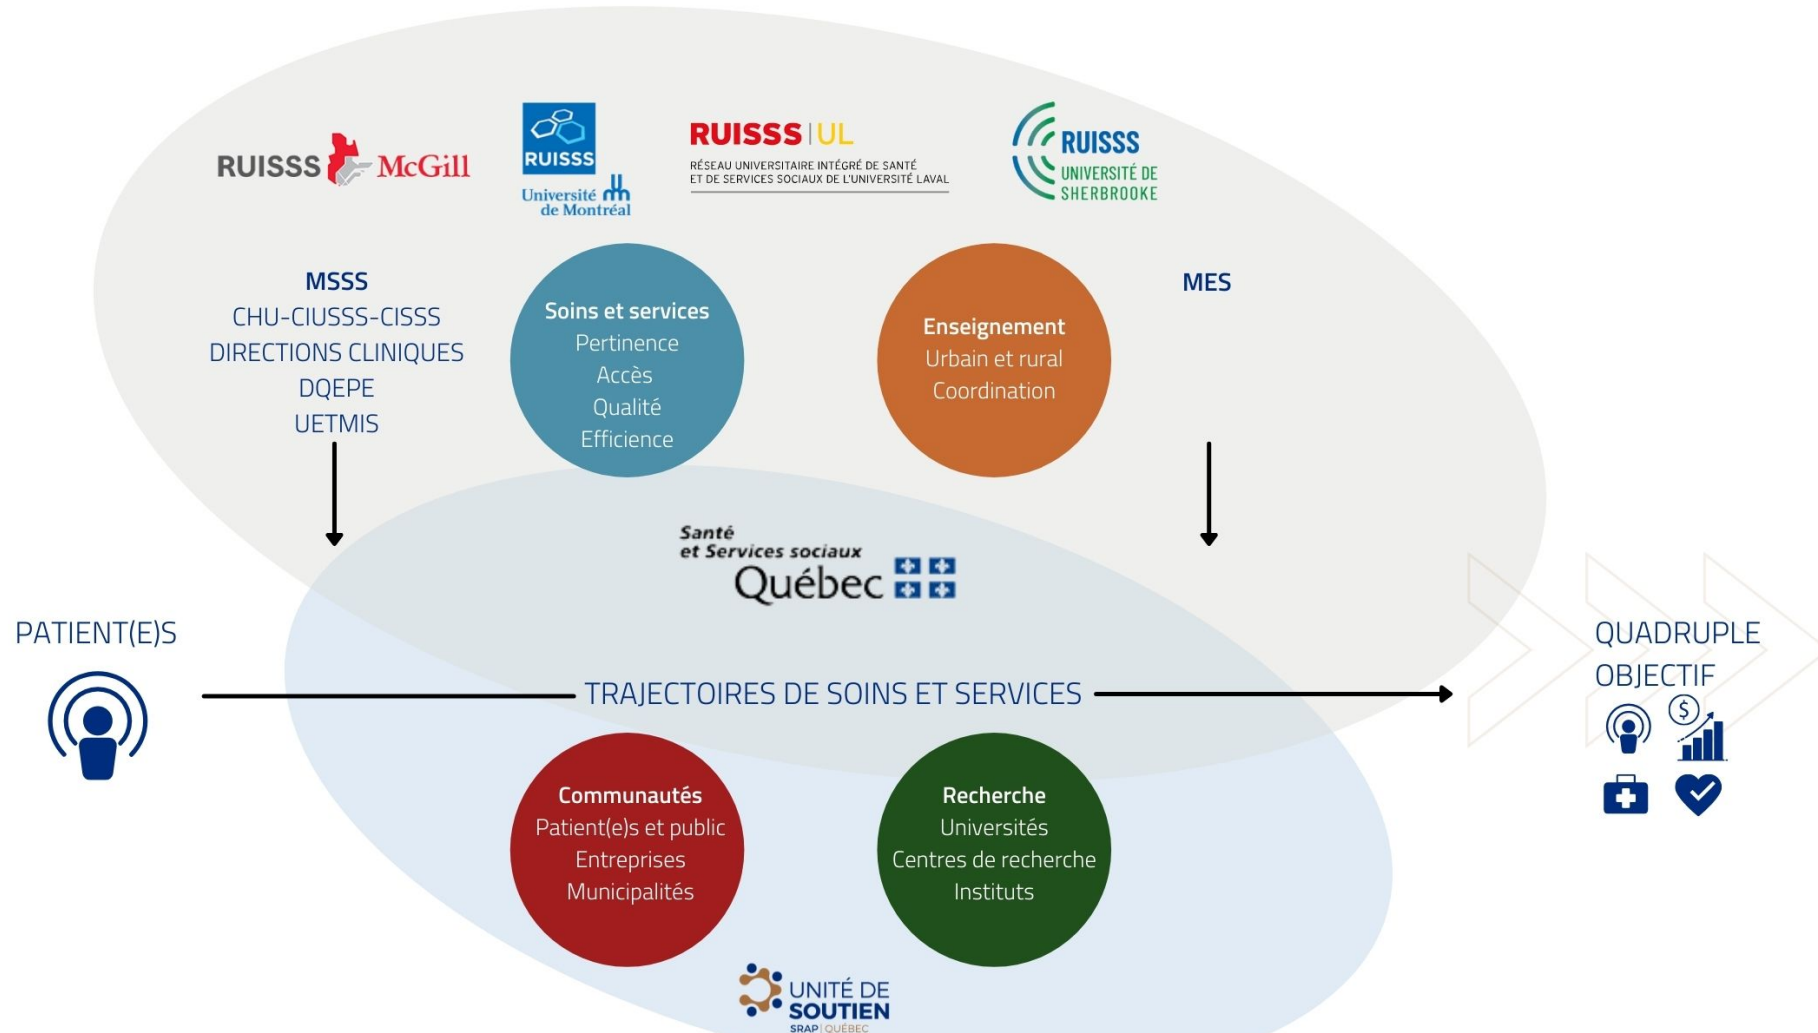 RUISSS McGill
RUISSS
Université
de Montréal
RUISSS | UL
RÉSEAU UNIVERSITAIRE INTÉGRÉ DE SANTÉ
ET DE SERVICES SOCIAUX DE L'UNIVERSITÉ LAVAL
RUISSS
UNIVERSITÉ DE
SHERBROOKE
MSSS
CHU-CIUSSS-CISSS
DIRECTIONS CLINIQUES
DQEPE
UETMIS
Soins et services
Pertinence
Accès
Qualité
Efficience
Enseignement
Urbain et rural
Coordination
MES
Santé
et Services sociaux
Québec
PATIENT(E)S
TRAJECTOIRES DE SOINS ET SERVICES
QUADRUPLE
OBJECTIF
$
Communautés
Patient(e)s et public
Entreprises
Municipalités
Recherche
Universités
Centres de recherche
Instituts
UNITÉ DE
SOUTIEN
SRAP | QUÉBEC